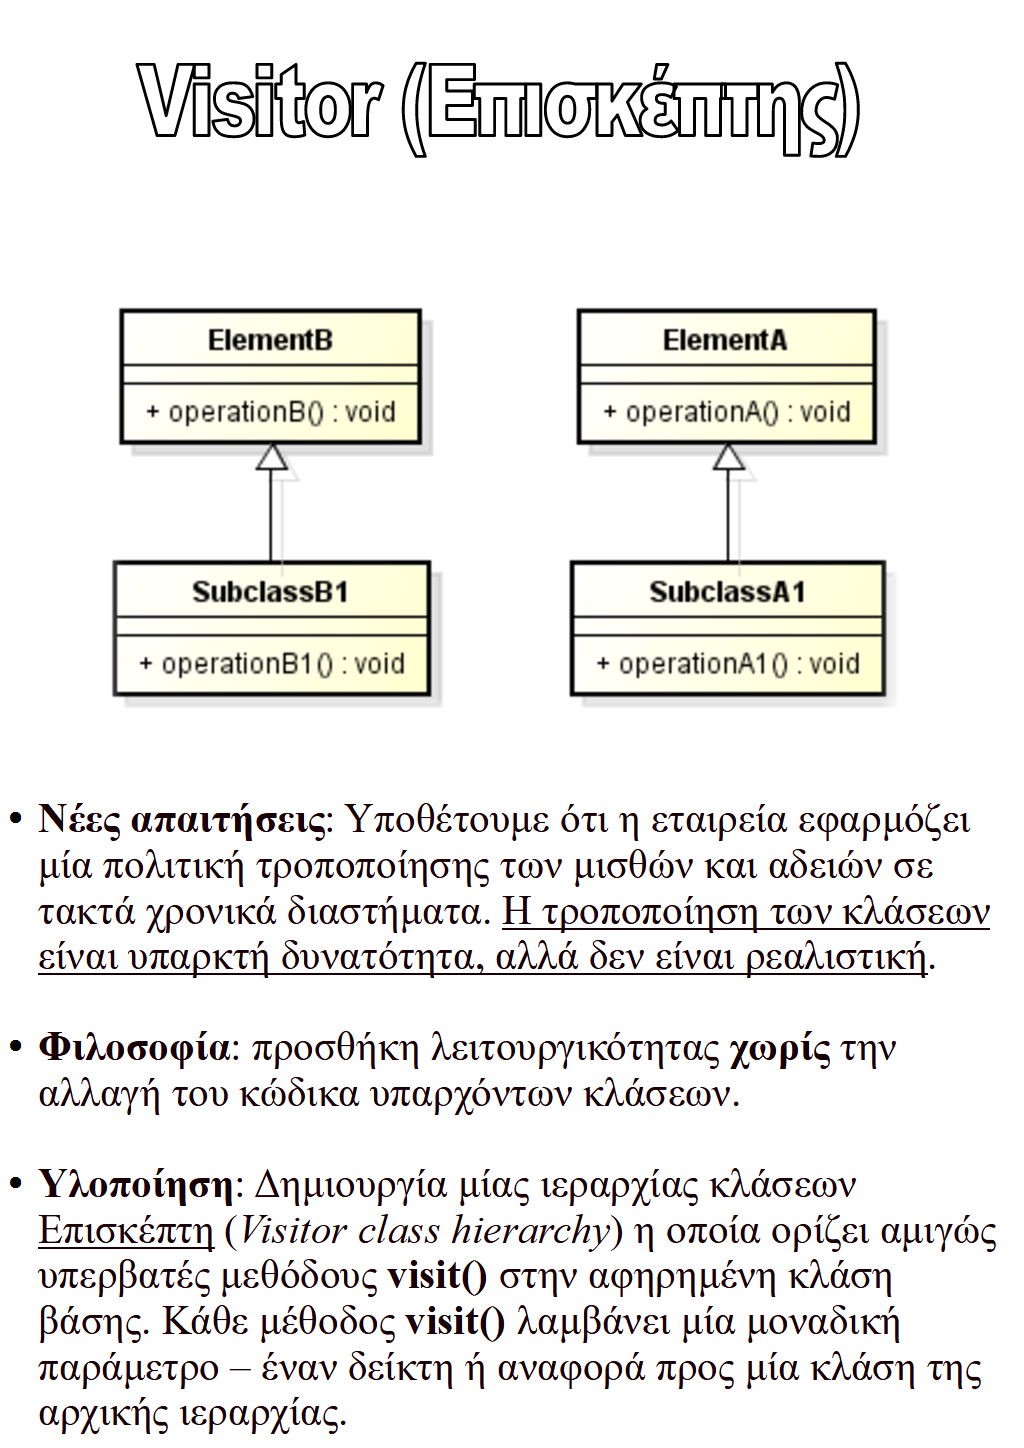 Visitor (Επισκέπτης)
ElementB
ElementA
+ operationB() : void
+ operationA() : void
SubclassB1
SubclassA1
+ operationB1() : void
+ operationA1() : void
• Νέες απαιτήσεις: Υποθέτουμε ότι η εταιρεία εφαρμόζει
μία πολιτική τροποποίησης των μισθών και αδειών σε
τακτά χρονικά διαστήματα. Η τροποποίηση των κλάσεων
είναι υπαρκτή δυνατότητα, αλλά δεν είναι ρεαλιστική.
• Φιλοσοφία: προσθήκη λειτουργικότητας χωρίς την
αλλαγή του κώδικα υπαρχόντων κλάσεων.
• Υλοποίηση: Δημιουργία μίας ιεραρχίας κλάσεων
Επισκέπτη (Visitor class hierarchy) η οποία ορίζει αμιγώς
υπερβατές μεθόδους visit() στην αφηρημένη κλάση
βάσης. Κάθε μέθοδος visit() λαμβάνει μία μοναδική
παράμετρο – έναν δείκτη ή αναφορά προς μία κλάση της
αρχικής ιεραρχίας.